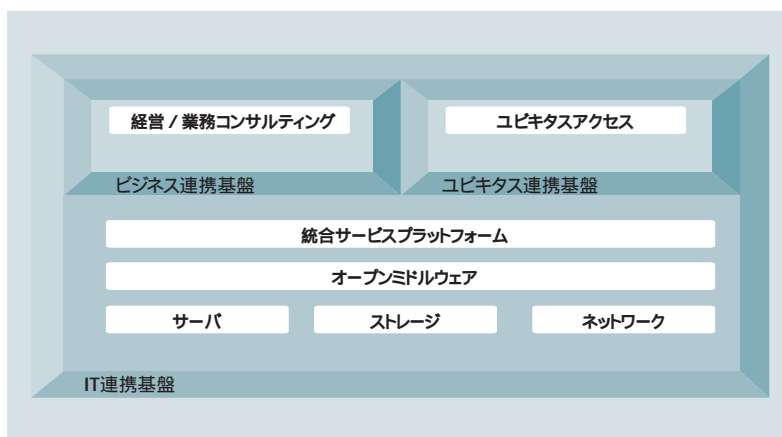 経営 / 業務コンサルティング
ユビキタスアクセス
ビジネス連携基盤
ユビキタス連携基盤
統合サービスプラットフォーム
オープンミドルウェア
サーバ
ストレージ
ネットワーク
IT連携基盤